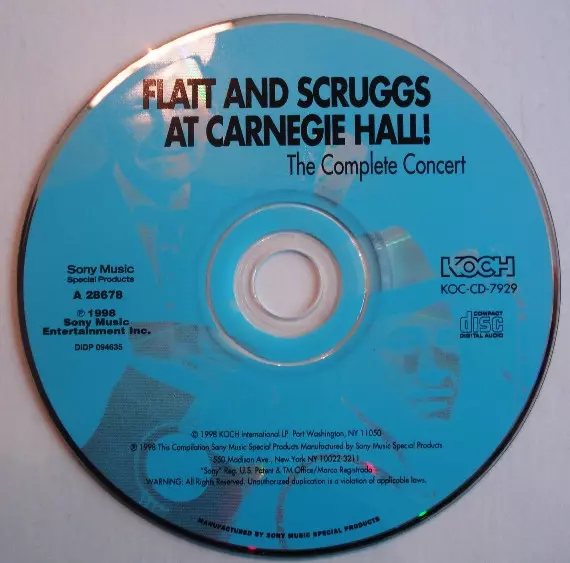 FLATT AND SCRUGGS
AT CARNEGIE HALL!
The Complete Concert
Sony Music
Special Products
A 28678
℗ 1998
Sony Music
Entertainment Inc.
DIDP 094635
KOCH
KOC-CD-7929
COMPACT
disc
DIGITAL AUDIO
© 1998 KOCH International LP. Port Washington, NY 11050
℗ 1998 This Compilation Sony Music Special Products Manufactured by Sony Music Special Products
550 Madison Ave., New York NY 10022-3211
"Sony" Reg. U.S. Patent & TM Office/Marca Registrada
WARNING: All Rights Reserved. Unauthorized duplication is a violation of applicable laws.
MANUFACTURED BY SONY MUSIC SPECIAL PRODUCTS